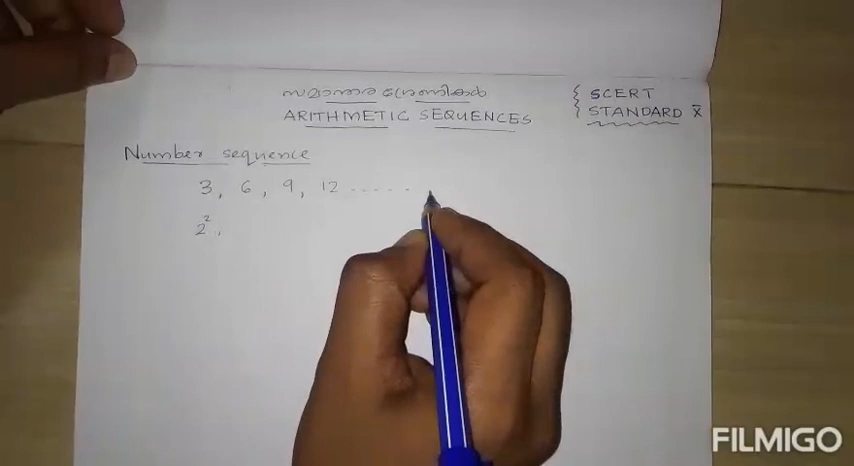 സമാന്തര ശ്രേണികൾ
ARITHMETIC SEQUENCES
SCERT
STANDARD X
Number sequence
3, 6, 9, 12 ......
2²,
FILMIGO